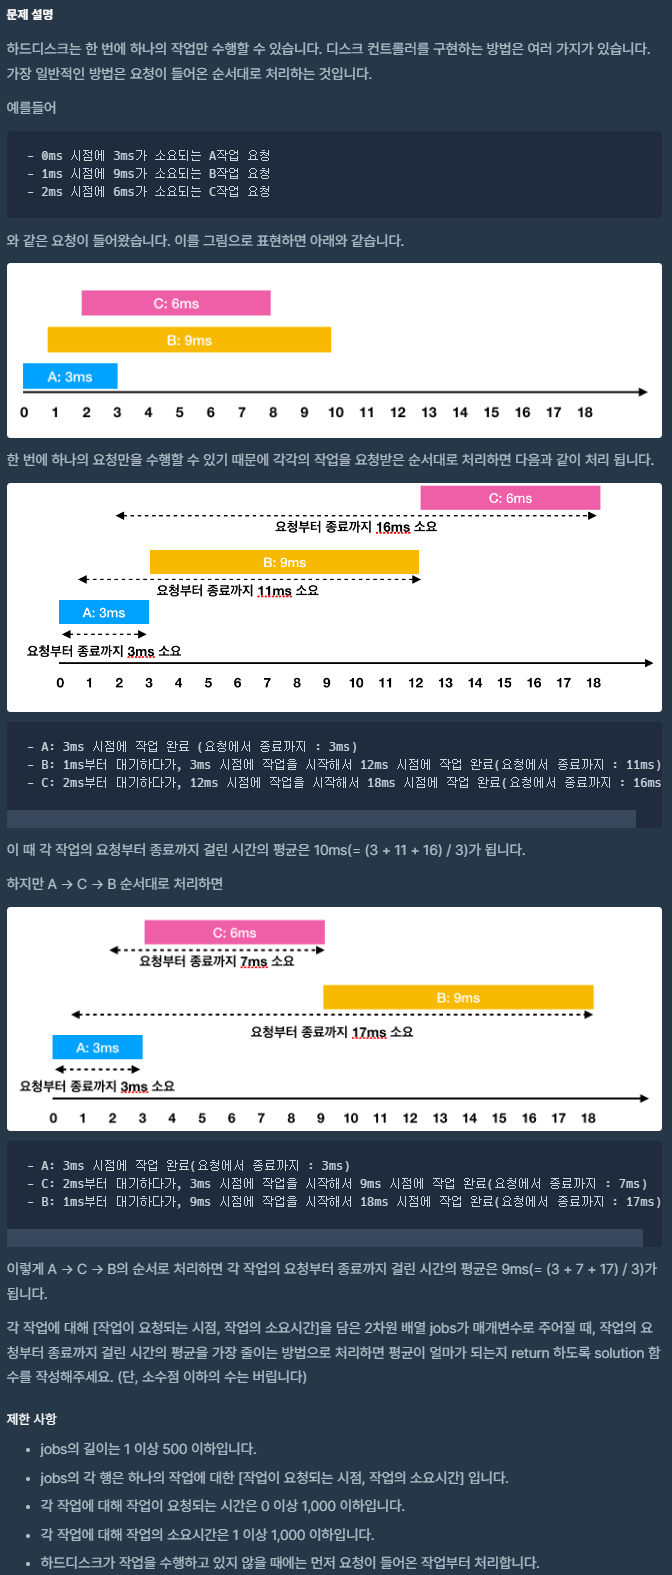 문제 설명
하드디스크는 한 번에 하나의 작업만 수행할 수 있습니다. 디스크 컨트롤러를 구현하는 방법은 여러 가지가 있습니다.
가장 일반적인 방법은 요청이 들어온 순서대로 처리하는 것입니다.
예를들어
- 0ms 시점에 3ms가 소요되는 A작업 요청
- 1ms 시점에 9ms가 소요되는 B작업 요청
- 2ms 시점에 6ms가 소요되는 C작업 요청
와 같은 요청이 들어왔습니다. 이를 그림으로 표현하면 아래와 같습니다.
C: 6ms
B: 9ms
A: 3ms
0 1 2 3 4 5 6 7 8 9 10 11 12 13 14 15 16 17 18
한 번에 하나의 요청만을 수행할 수 있기 때문에 각각의 작업을 요청받은 순서대로 처리하면 다음과 같이 처리 됩니다.
C: 6ms
요청부터 종료까지 16ms 소요
B: 9ms
요청부터 종료까지 11ms 소요
A: 3ms
요청부터 종료까지 3ms 소요
0 1 2 3 4 5 6 7 8 9 10 11 12 13 14 15 16 17 18
- A: 3ms 시점에 작업 완료 (요청에서 종료까지 : 3ms)
- B: 1ms부터 대기하다가, 3ms 시점에 작업을 시작해서 12ms 시점에 작업 완료(요청에서 종료까지 : 11ms)
- C: 2ms부터 대기하다가, 12ms 시점에 작업을 시작해서 18ms 시점에 작업 완료(요청에서 종료까지 : 16ms
이 때 각 작업의 요청부터 종료까지 걸린 시간의 평균은 10ms(= (3 + 11 + 16) / 3)가 됩니다.
하지만 A → C → B 순서대로 처리하면
C: 6ms
요청부터 종료까지 7ms 소요
B: 9ms
요청부터 종료까지 17ms 소요
A: 3ms
요청부터 종료까지 3ms 소요
0 1 2 3 4 5 6 7 8 9 10 11 12 13 14 15 16 17 18
- A: 3ms 시점에 작업 완료(요청에서 종료까지 : 3ms)
- C: 2ms부터 대기하다가, 3ms 시점에 작업을 시작해서 9ms 시점에 작업 완료(요청에서 종료까지 : 7ms)
- B: 1ms부터 대기하다가, 9ms 시점에 작업을 시작해서 18ms 시점에 작업 완료(요청에서 종료까지 : 17ms)
이렇게 A → C → B의 순서로 처리하면 각 작업의 요청부터 종료까지 걸린 시간의 평균은 9ms(= (3 + 7 + 17) / 3)가
됩니다.
각 작업에 대해 [작업이 요청되는 시점, 작업의 소요시간]을 담은 2차원 배열 jobs가 매개변수로 주어질 때, 작업의 요
청부터 종료까지 걸린 시간의 평균을 가장 줄이는 방법으로 처리하면 평균이 얼마가 되는지 return 하도록 solution 함
수를 작성해주세요. (단, 소수점 이하의 수는 버립니다)
제한 사항
• jobs의 길이는 1 이상 500 이하입니다.
• jobs의 각 행은 하나의 작업에 대한 [작업이 요청되는 시점, 작업의 소요시간] 입니다.
• 각 작업에 대해 작업이 요청되는 시간은 0 이상 1,000 이하입니다.
• 각 작업에 대해 작업의 소요시간은 1 이상 1,000 이하입니다.
• 하드디스크가 작업을 수행하고 있지 않을 때에는 먼저 요청이 들어온 작업부터 처리합니다.